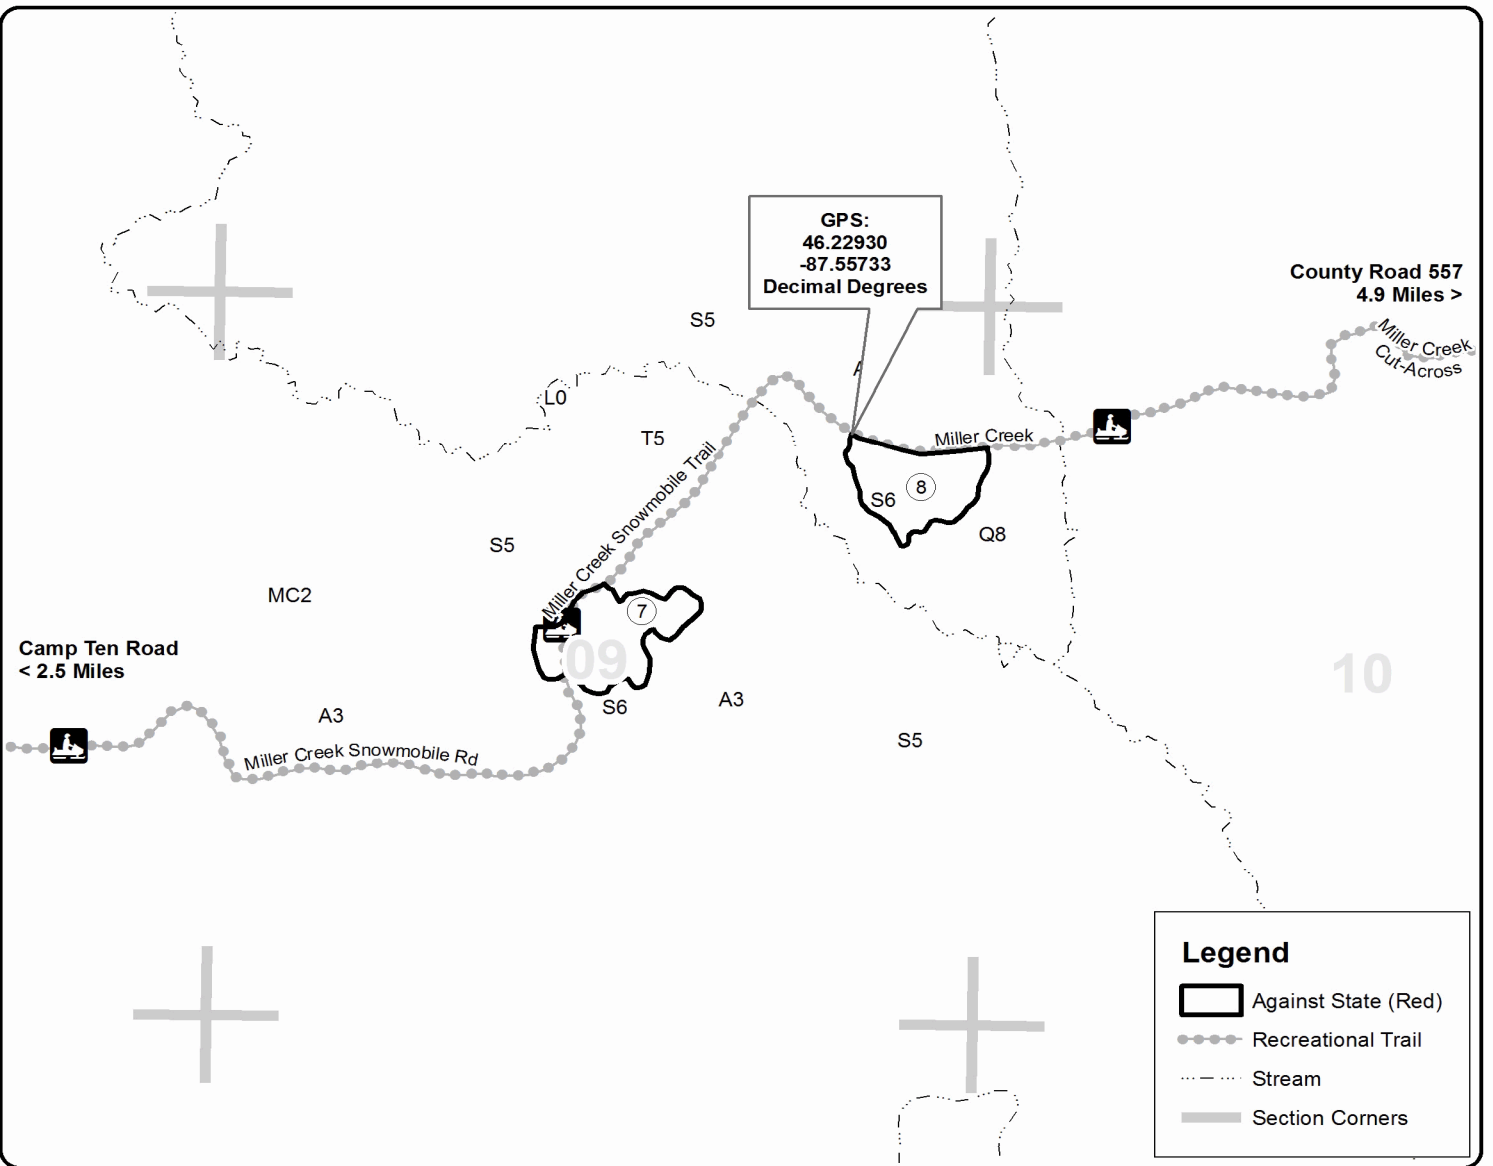 GPS:
46.22930
-87.55733
Decimal Degrees
County Road 557
4.9 Miles >
Miller Creek
Cut-Across
S5
A
L0
T5
Miller Creek
Miller Creek Snowmobile Trail
8
S6
Q8
S5
MC2
7
Camp Ten Road
< 2.5 Miles
09
10
S6
A3
A3
S5
Miller Creek Snowmobile Rd
Legend
Against State (Red)
Recreational Trail
Stream
Section Corners